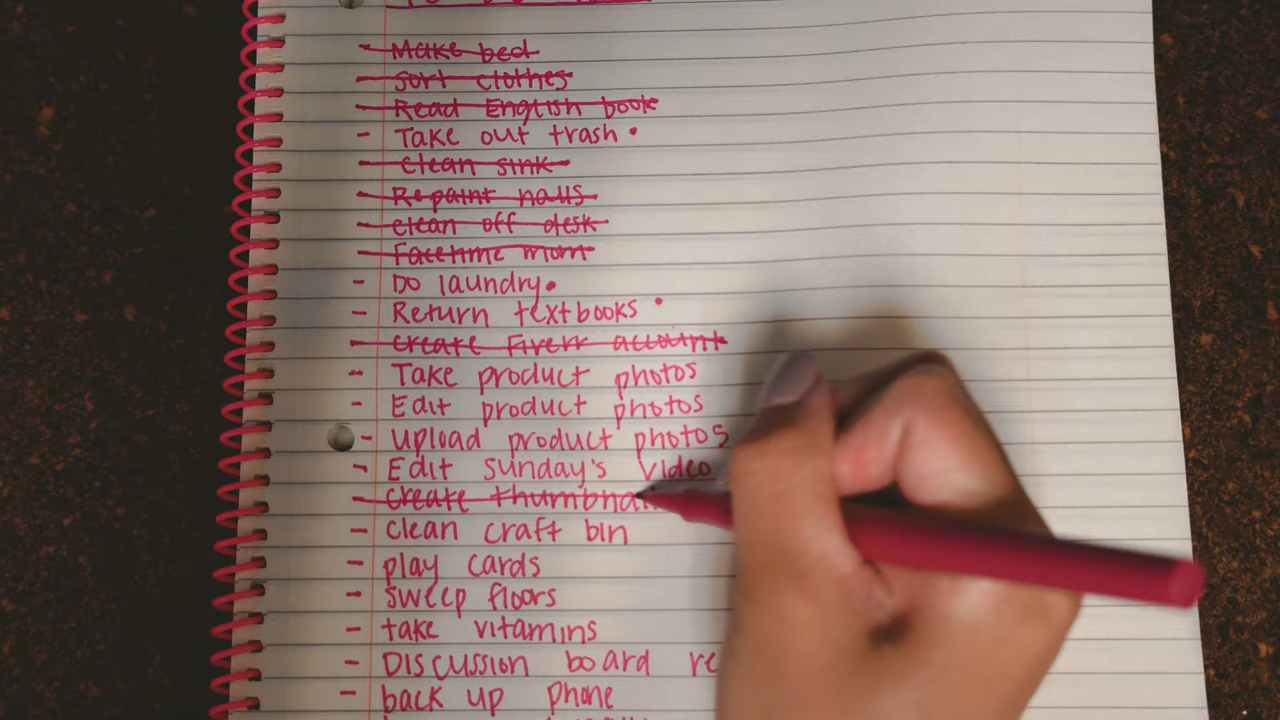 - Make bed
- sort clothes
- Read English book
- Take out trash •
- clean sink
- Repaint nails
- clean off desk
- Facetime mom
- Do laundry •
- Return textbooks •
- create Fiverr account
- Take product photos
- Edit product photos
- upload product photos
- Edit Sunday's video
- create
- clean craft bin
- play cards
- sweep floors
- take vitamins
- Discussion board
- back up phone